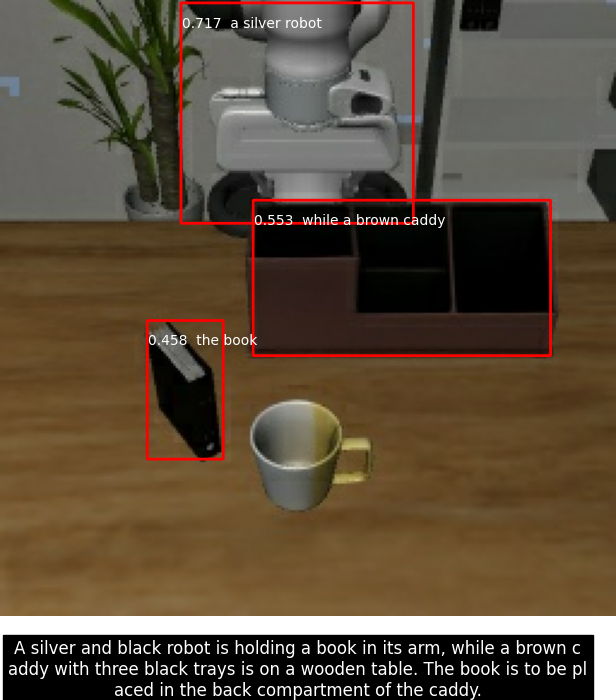 0.717 a silver robot
0.553 while a brown caddy
0.458 the book
A silver and black robot is holding a book in its arm, while a brown c
addy with three black trays is on a wooden table. The book is to be pl
aced in the back compartment of the caddy.